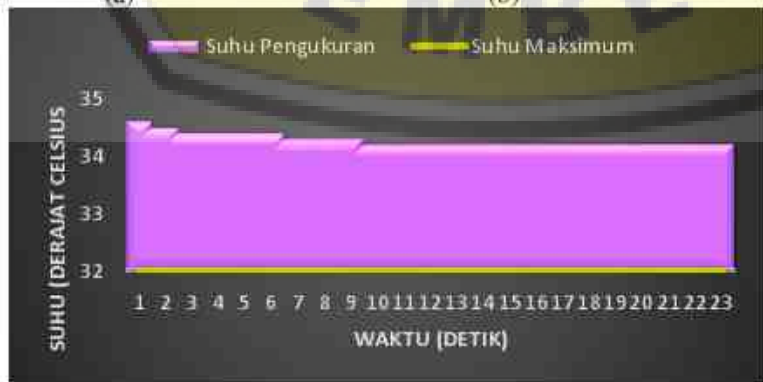 Suhu Pengukuran Suhu Maksimum
35
34
33
32
SUHU (DERAJAT CELSIUS
1 2 3 4 5 6 7 8 9 10 11 12 13 14 15 16 17 18 19 20 21 22 23
WAKTU (DETIK)